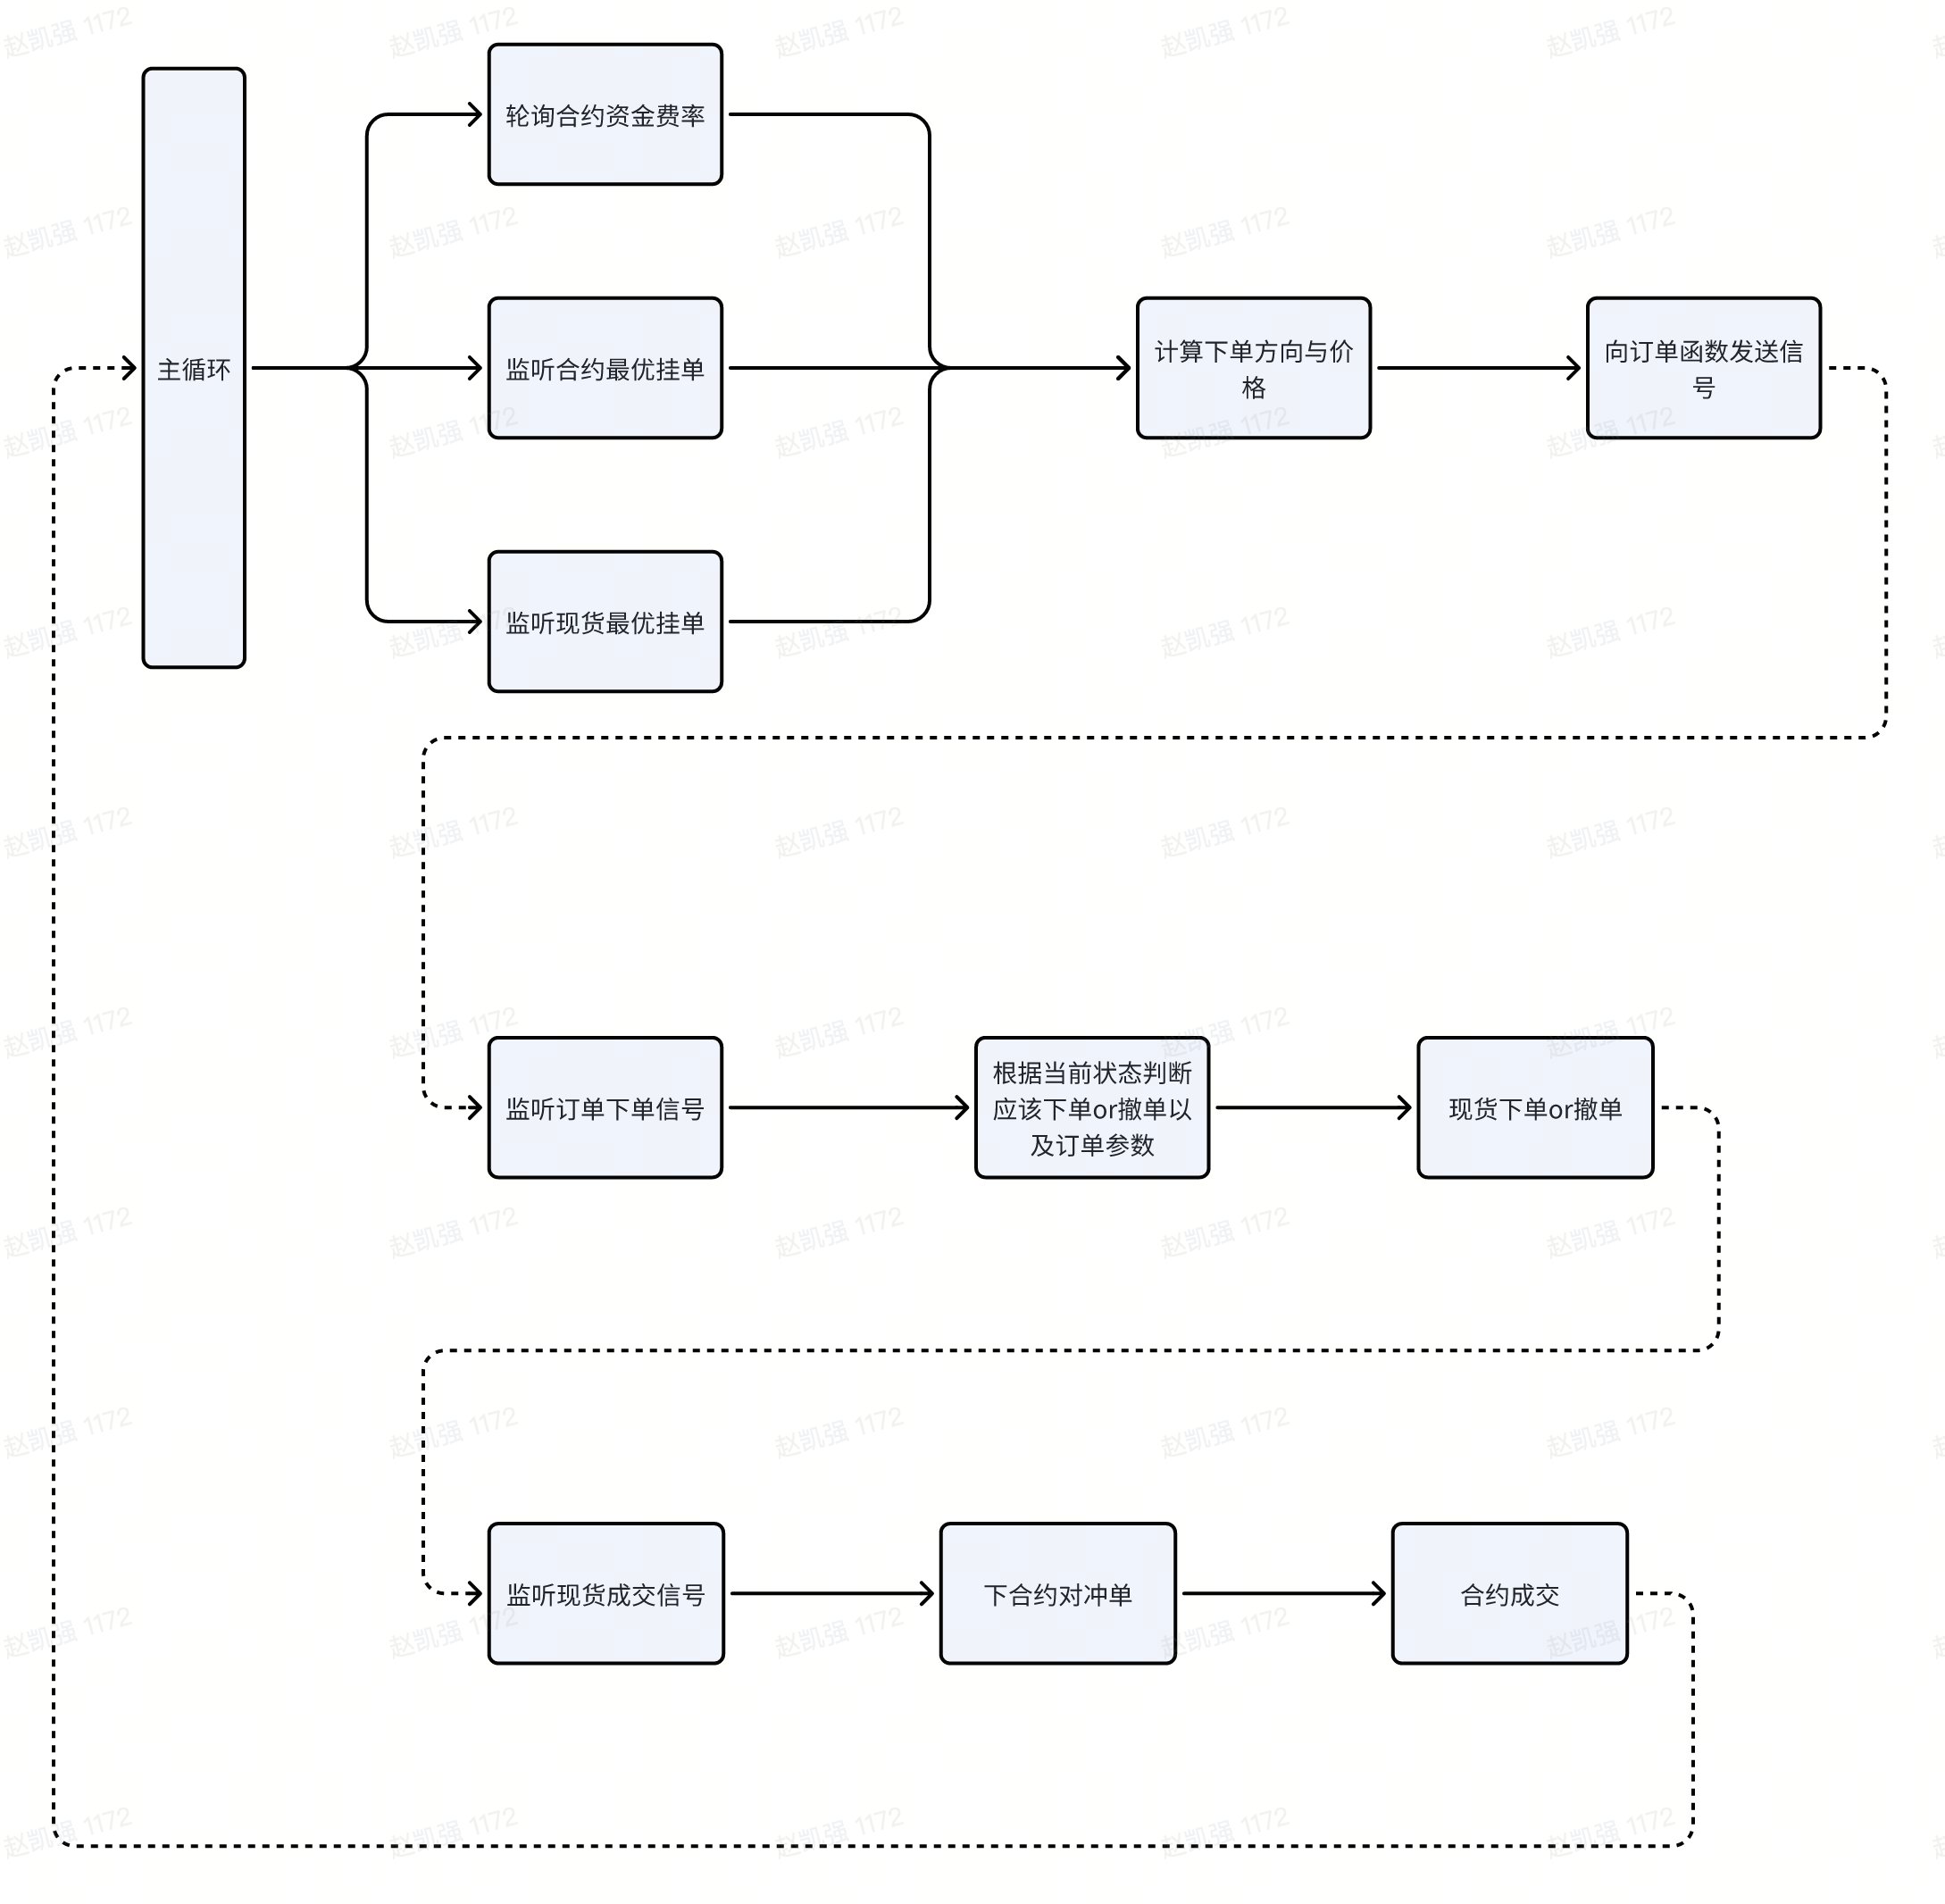 主循环
轮询合约资金费率
监听合约最优挂单
监听现货最优挂单
计算下单方向与价
格
向订单函数发送信
号
监听订单下单信号
根据当前状态判断
应该下单or撤单以
及订单参数
现货下单or撤单
监听现货成交信号
下合约对冲单
合约成交
赵凯强 1172